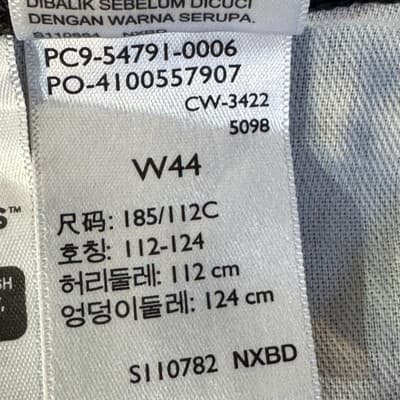 DIBALIK SEBELUM DICUCI
DENGAN WARNA SERUPA.
PC9-54791-0006
PO-4100557907
CW-3422
5098
W44
尺码: 185/112C
호칭: 112-124
허리둘레: 112 cm
엉덩이둘레: 124 cm
S110782 NXBD
TM